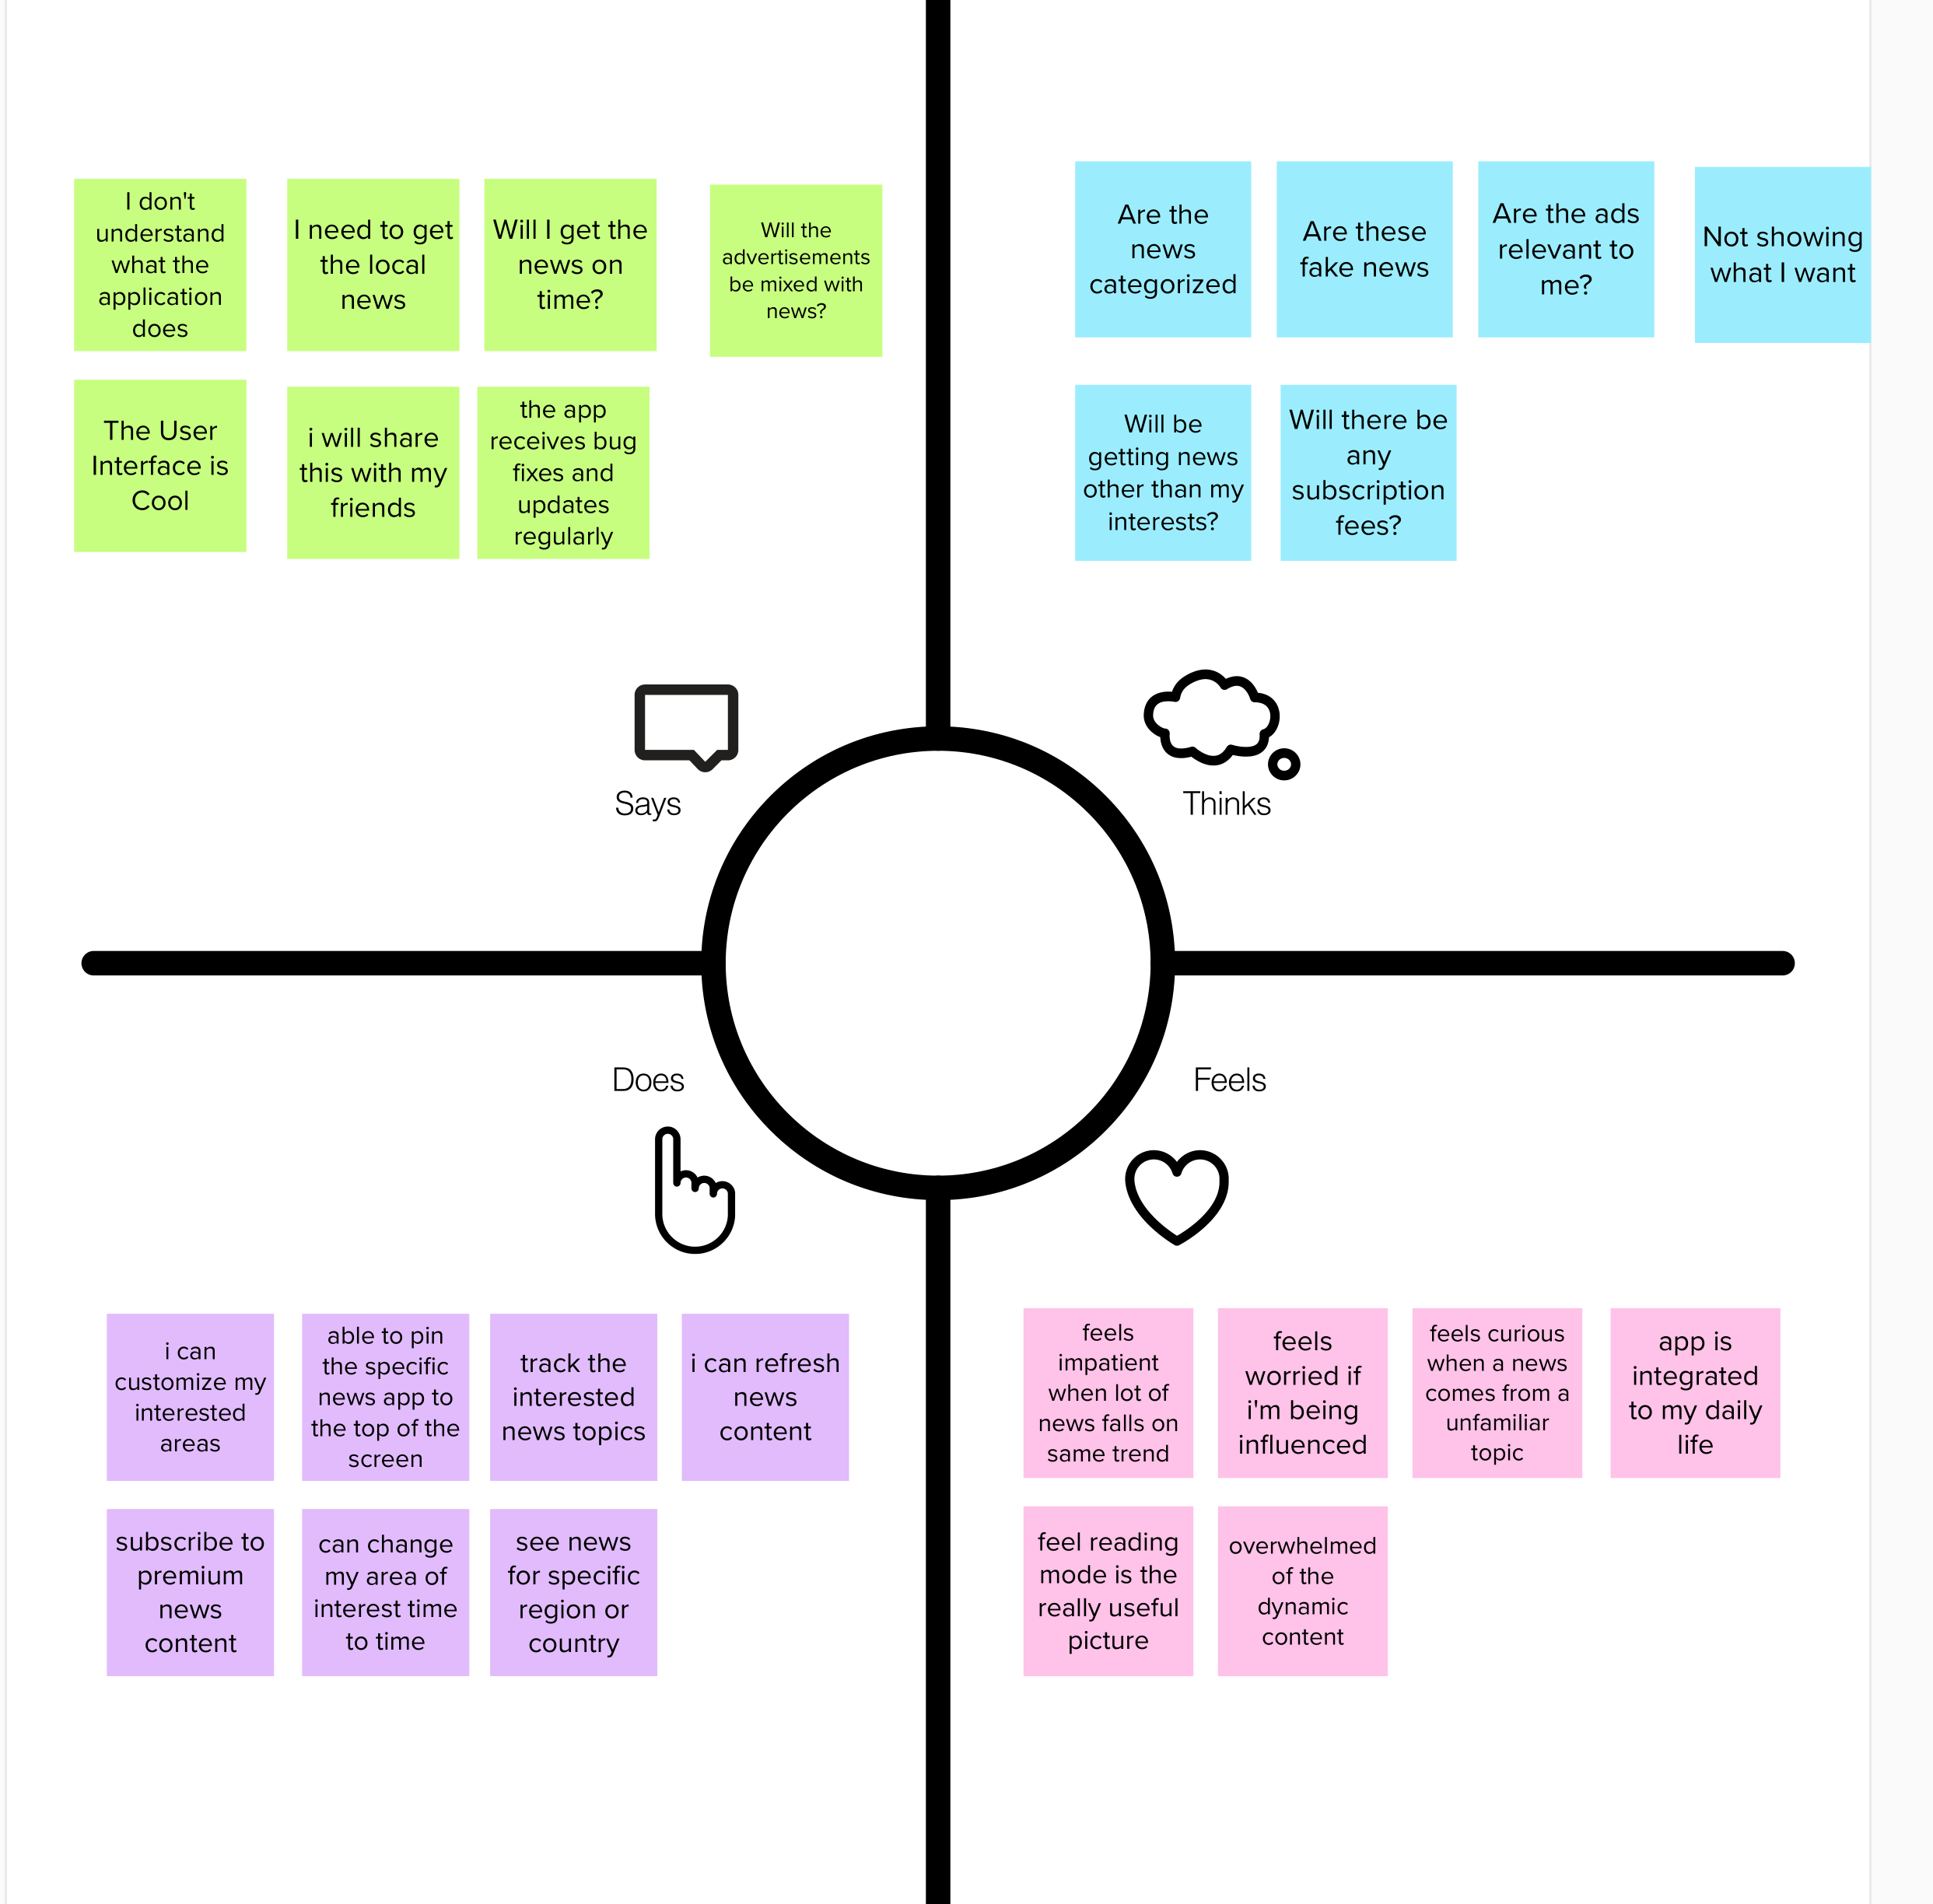 I don't
understand
what the
application
does
I need to get
the local
news
Will I get the
news on
time?
Will the
advertisements
be mixed with
news?
The User
Interface is
Cool
i will share
this with my
friends
the app
receives bug
fixes and
updates
regularly
Says
Are the
news
categorized
Are these
fake news
Are the ads
relevant to
me?
Not showing
what I want
Will be
getting news
other than my
interests?
Will there be
any
subscription
fees?
Thinks
Does
i can
customize my
interested
areas
able to pin
the specific
news app to
the top of the
screen
track the
interested
news topics
i can refresh
news
content
subscribe to
premium
news
content
can change
my area of
interest time
to time
see news
for specific
region or
country
Feels
feels
impatient
when lot of
news falls on
same trend
feels
worried if
i'm being
influenced
feels curious
when a news
comes from a
unfamiliar
topic
app is
integrated
to my daily
life
feel reading
mode is the
really useful
picture
overwhelmed
of the
dynamic
content